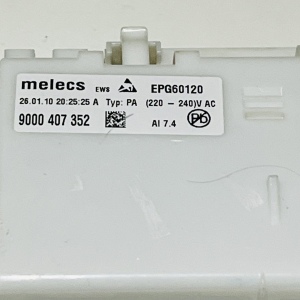 melecs EWS EPG60120
26.01.10 20:25:25 A Typ: PA (220 – 240)V AC
9000 407 352 AI 7.4 Pb